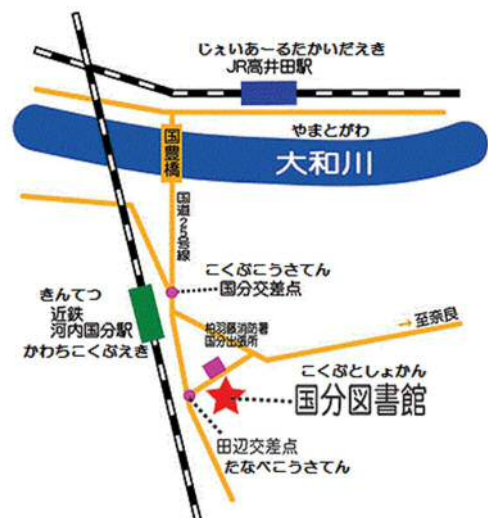 じぇいあーるたかいだえき
JR高井田駅
やまとがわ
大和川
国豊橋
国道25号線
こくぶこうさてん
国分交差点
きんてつ
近鉄
河内国分駅
かわちこくぶえき
柏羽藤消防署
国分出張所
→至奈良
こくぶとしょかん
国分図書館
田辺交差点
たなべこうさてん